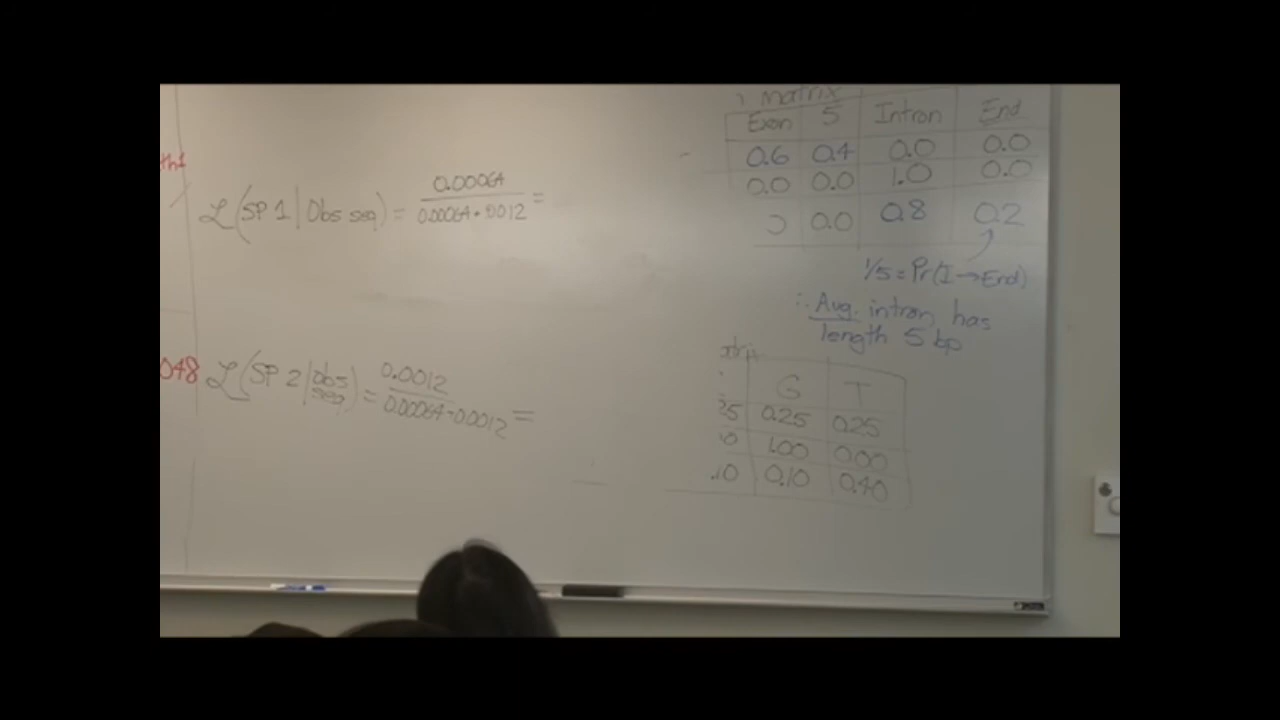 th1
L(SP 1 | Obs seq) = 0.00064 / 0.00064 + 0.0012 =
048
L(SP 2 | Obs seq) = 0.0012 / 0.00064 + 0.0012 =
Matrix
Exon 5 Intron End
0.6 0.4 0.0 0.0
0.0 0.0 1.0 0.0
0.0 0.8 0.2
1/5 = Pr(I→End)
∴ Avg. intron has
length 5 bp
G T
25 0.25 0.25
1.00 0.00
.10 0.10 0.40